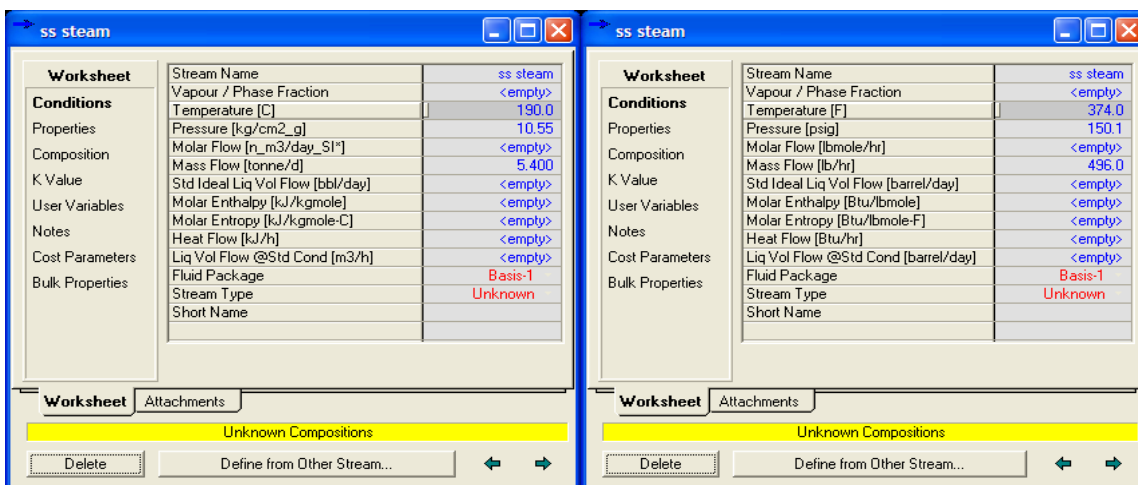 ss steam
Worksheet
Conditions
Properties
Composition
K Value
User Variables
Notes
Cost Parameters
Bulk Properties
Stream Name ss steam
Vapour / Phase Fraction <empty>
Temperature [C] 190.0
Pressure [kg/cm2_g] 10.55
Molar Flow [n_m3/day_SI*] <empty>
Mass Flow [tonne/d] 5.400
Std Ideal Liq Vol Flow [bbl/day] <empty>
Molar Enthalpy [kJ/kgmole] <empty>
Molar Entropy [kJ/kgmole-C] <empty>
Heat Flow [kJ/h] <empty>
Liq Vol Flow @Std Cond [m3/h] <empty>
Fluid Package Basis-1
Stream Type Unknown
Short Name
Worksheet Attachments
Unknown Compositions
Delete Define from Other Stream...
ss steam
Worksheet
Conditions
Properties
Composition
K Value
User Variables
Notes
Cost Parameters
Bulk Properties
Stream Name ss steam
Vapour / Phase Fraction <empty>
Temperature [F] 374.0
Pressure [psig] 150.1
Molar Flow [lbmole/hr] <empty>
Mass Flow [lb/hr] 496.0
Std Ideal Liq Vol Flow [barrel/day] <empty>
Molar Enthalpy [Btu/lbmole] <empty>
Molar Entropy [Btu/lbmole-F] <empty>
Heat Flow [Btu/hr] <empty>
Liq Vol Flow @Std Cond [barrel/day] <empty>
Fluid Package Basis-1
Stream Type Unknown
Short Name
Worksheet Attachments
Unknown Compositions
Delete Define from Other Stream...